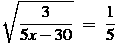 √(3/(5x − 30)) = 1/5